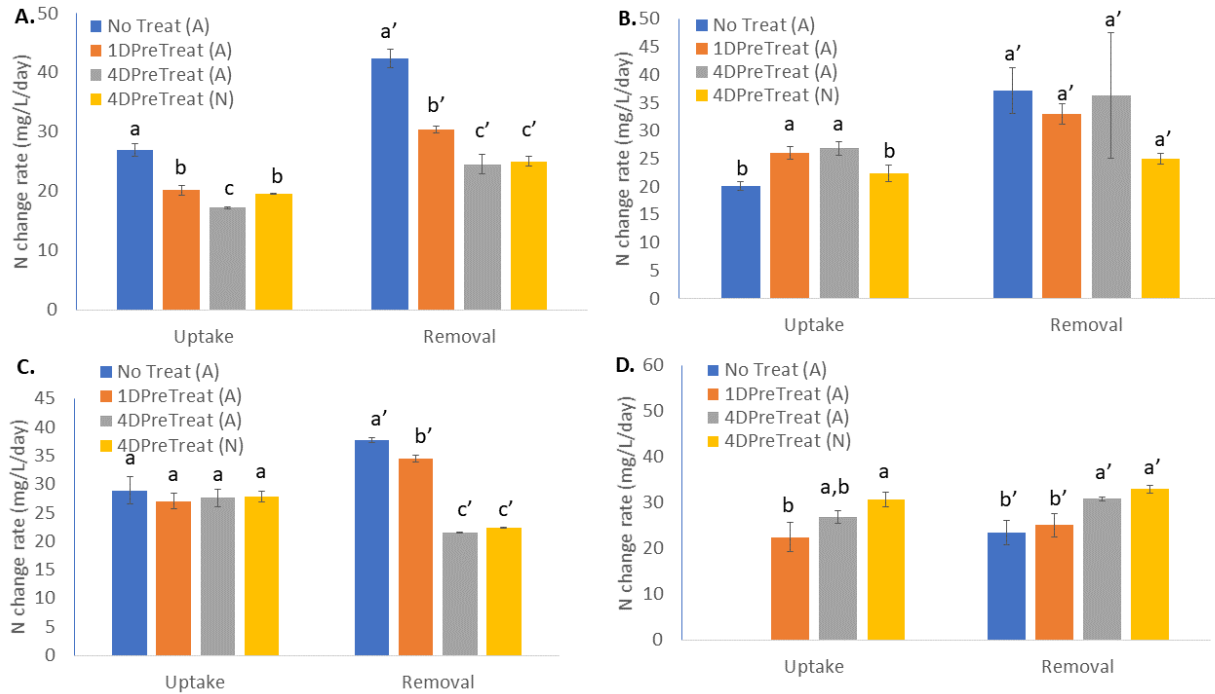 A.
N change rate (mg/L/day)
50
40
30
20
10
0
No Treat (A)
1DPreTreat (A)
4DPreTreat (A)
4DPreTreat (N)
a
b
c
b
a’
b’
c’
c’
Uptake
Removal
B.
N change rate (mg/L/day)
50
45
40
35
30
25
20
15
10
5
0
No Treat (A)
1DPreTreat (A)
4DPreTreat (A)
4DPreTreat (N)
b
a
a
b
a’
a’
a’
a’
Uptake
Removal
C.
N change rate (mg/L/day)
45
40
35
30
25
20
15
10
5
0
No Treat (A)
1DPreTreat (A)
4DPreTreat (A)
4DPreTreat (N)
a
a
a
a
a’
b’
c’
c’
Uptake
Removal
D.
N change rate (mg/L/day)
60
50
40
30
20
10
0
No Treat (A)
1DPreTreat (A)
4DPreTreat (A)
4DPreTreat (N)
b
a,b
a
b’
b’
a’
a’
Uptake
Removal